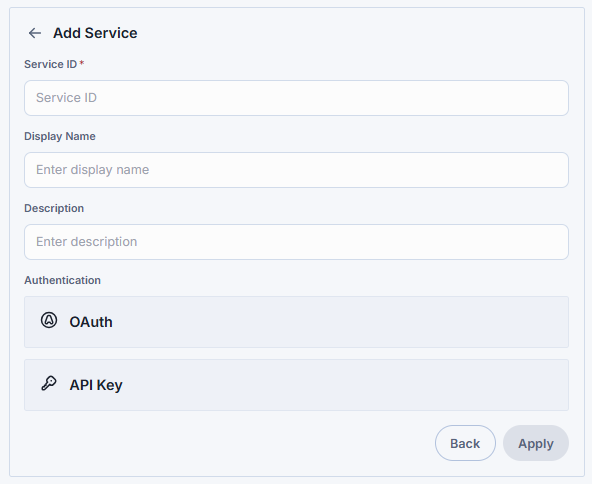 Add Service
Service ID *
Service ID
Display Name
Enter display name
Description
Enter description
Authentication
OAuth
API Key
Back Apply